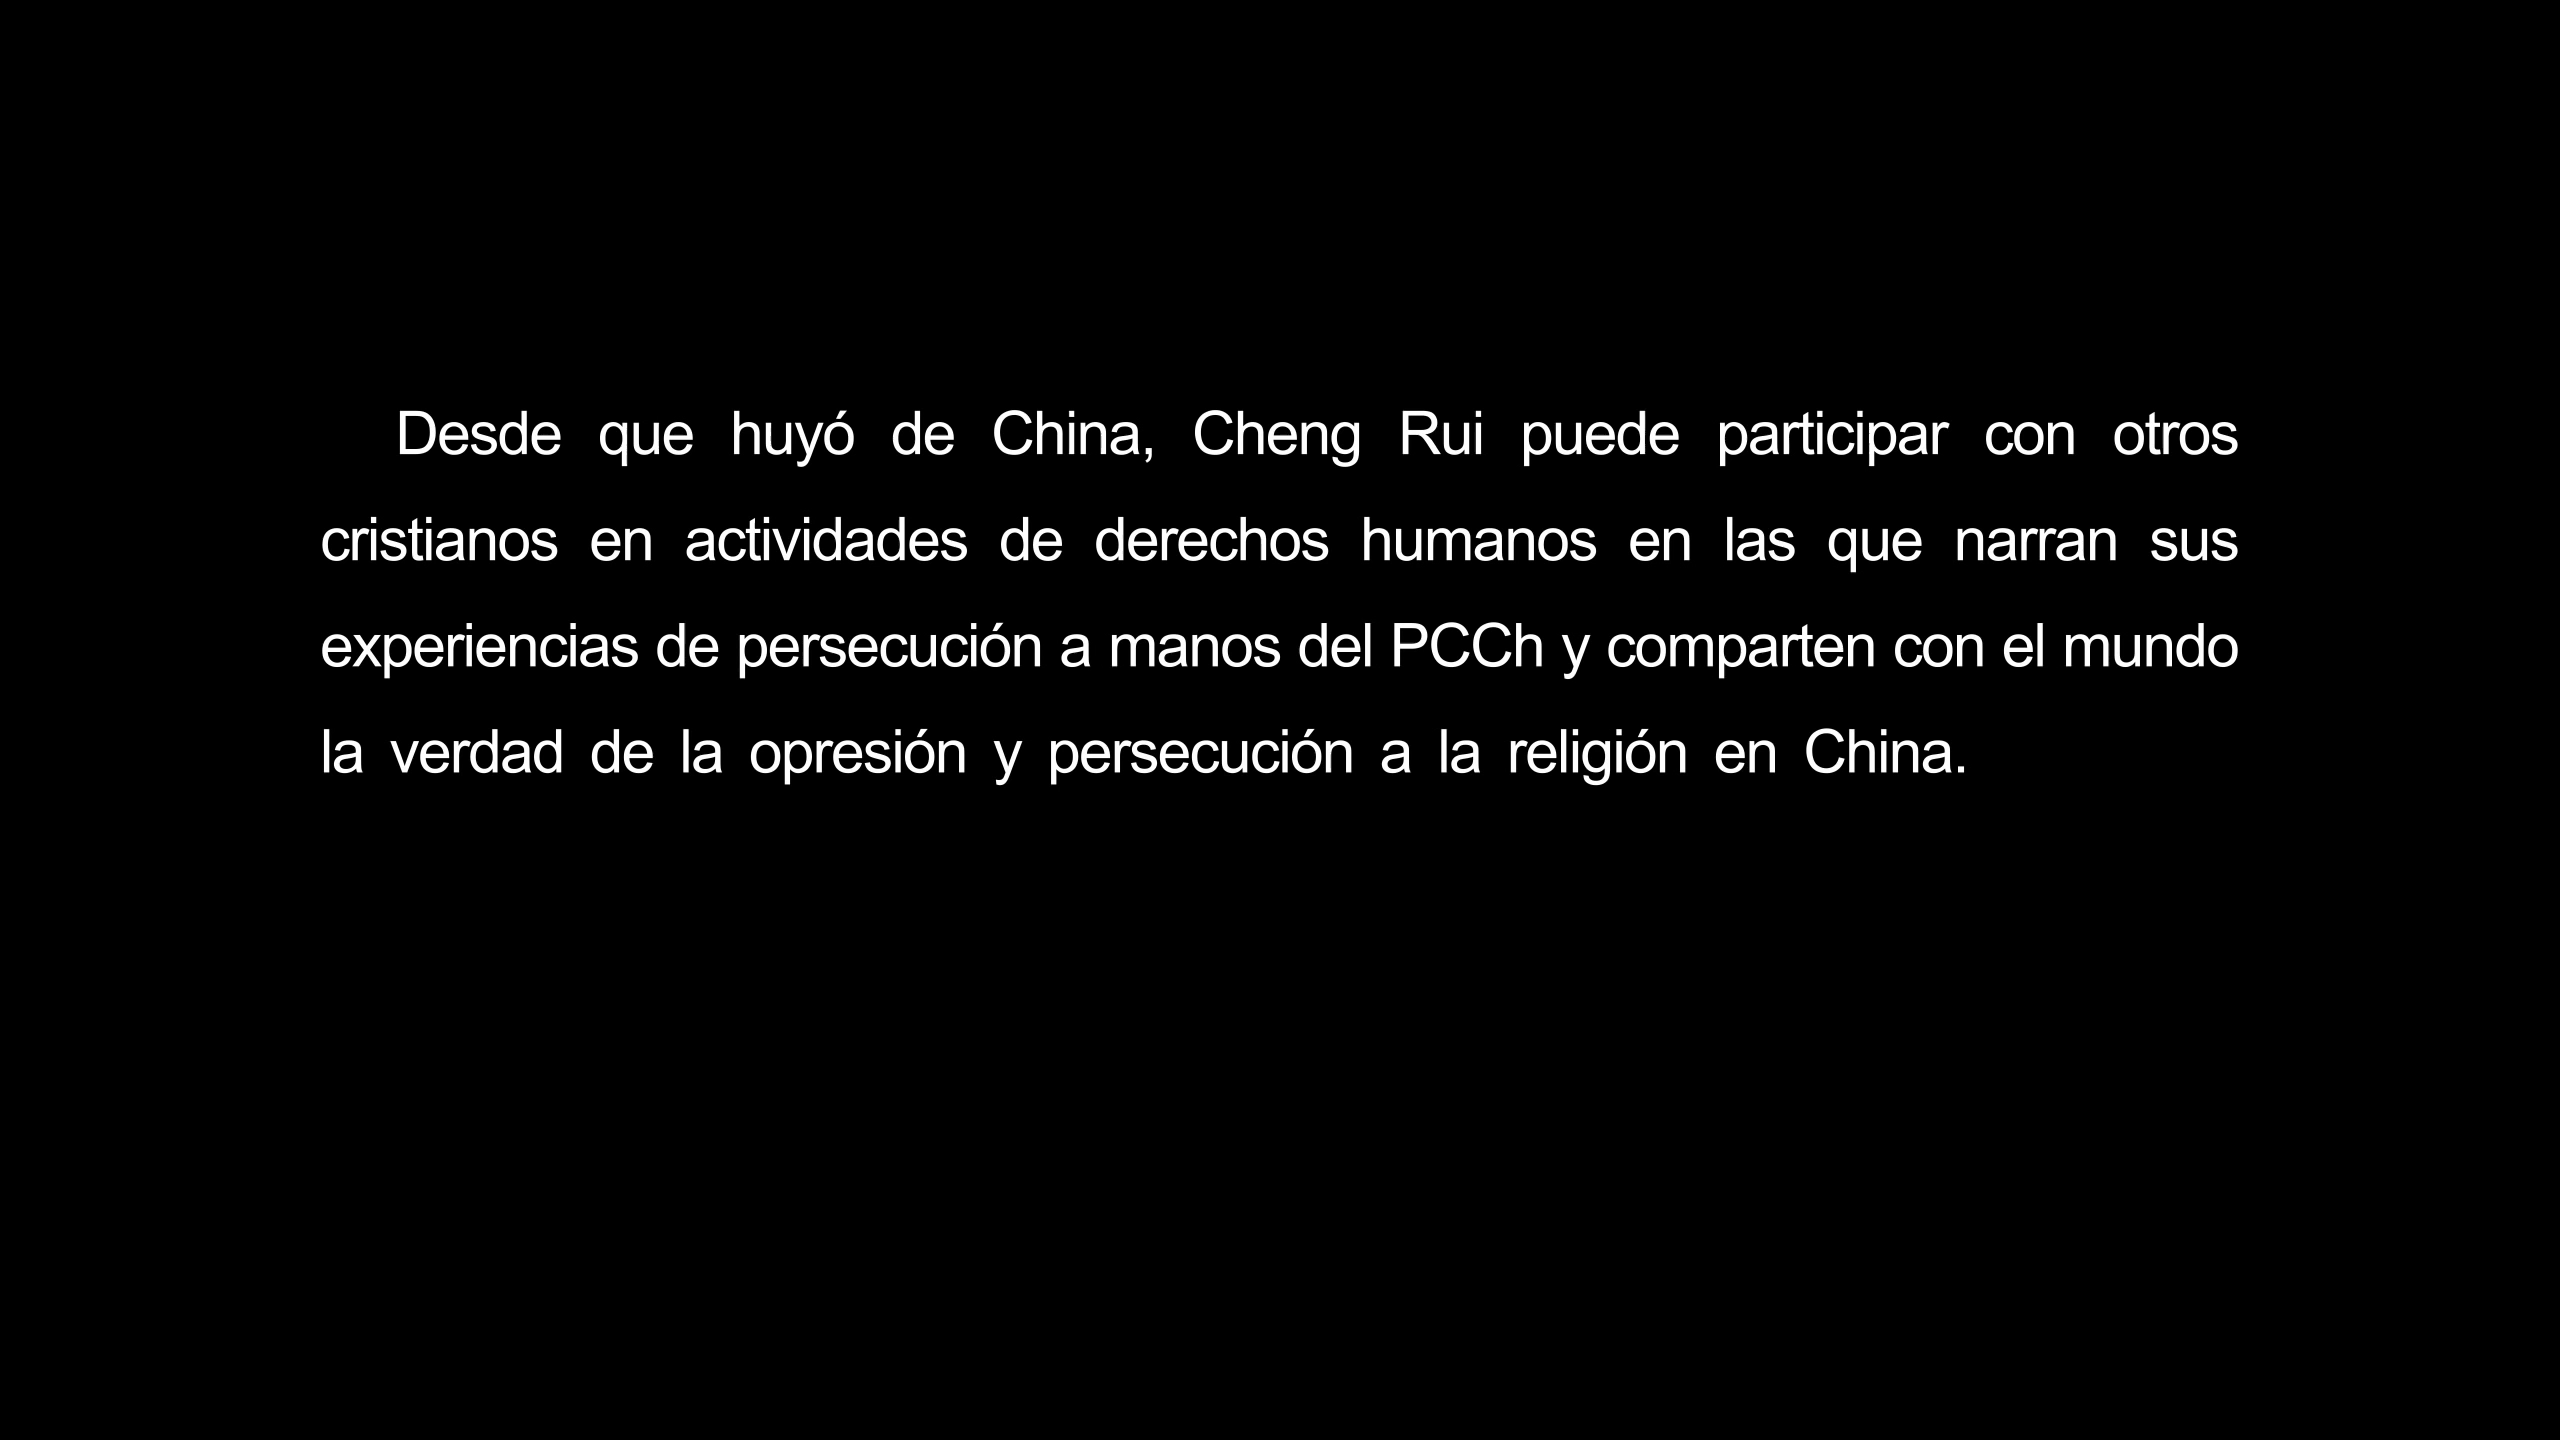 Desde que huyó de China, Cheng Rui puede participar con otros
cristianos en actividades de derechos humanos en las que narran sus
experiencias de persecución a manos del PCCh y comparten con el mundo
la verdad de la opresión y persecución a la religión en China.